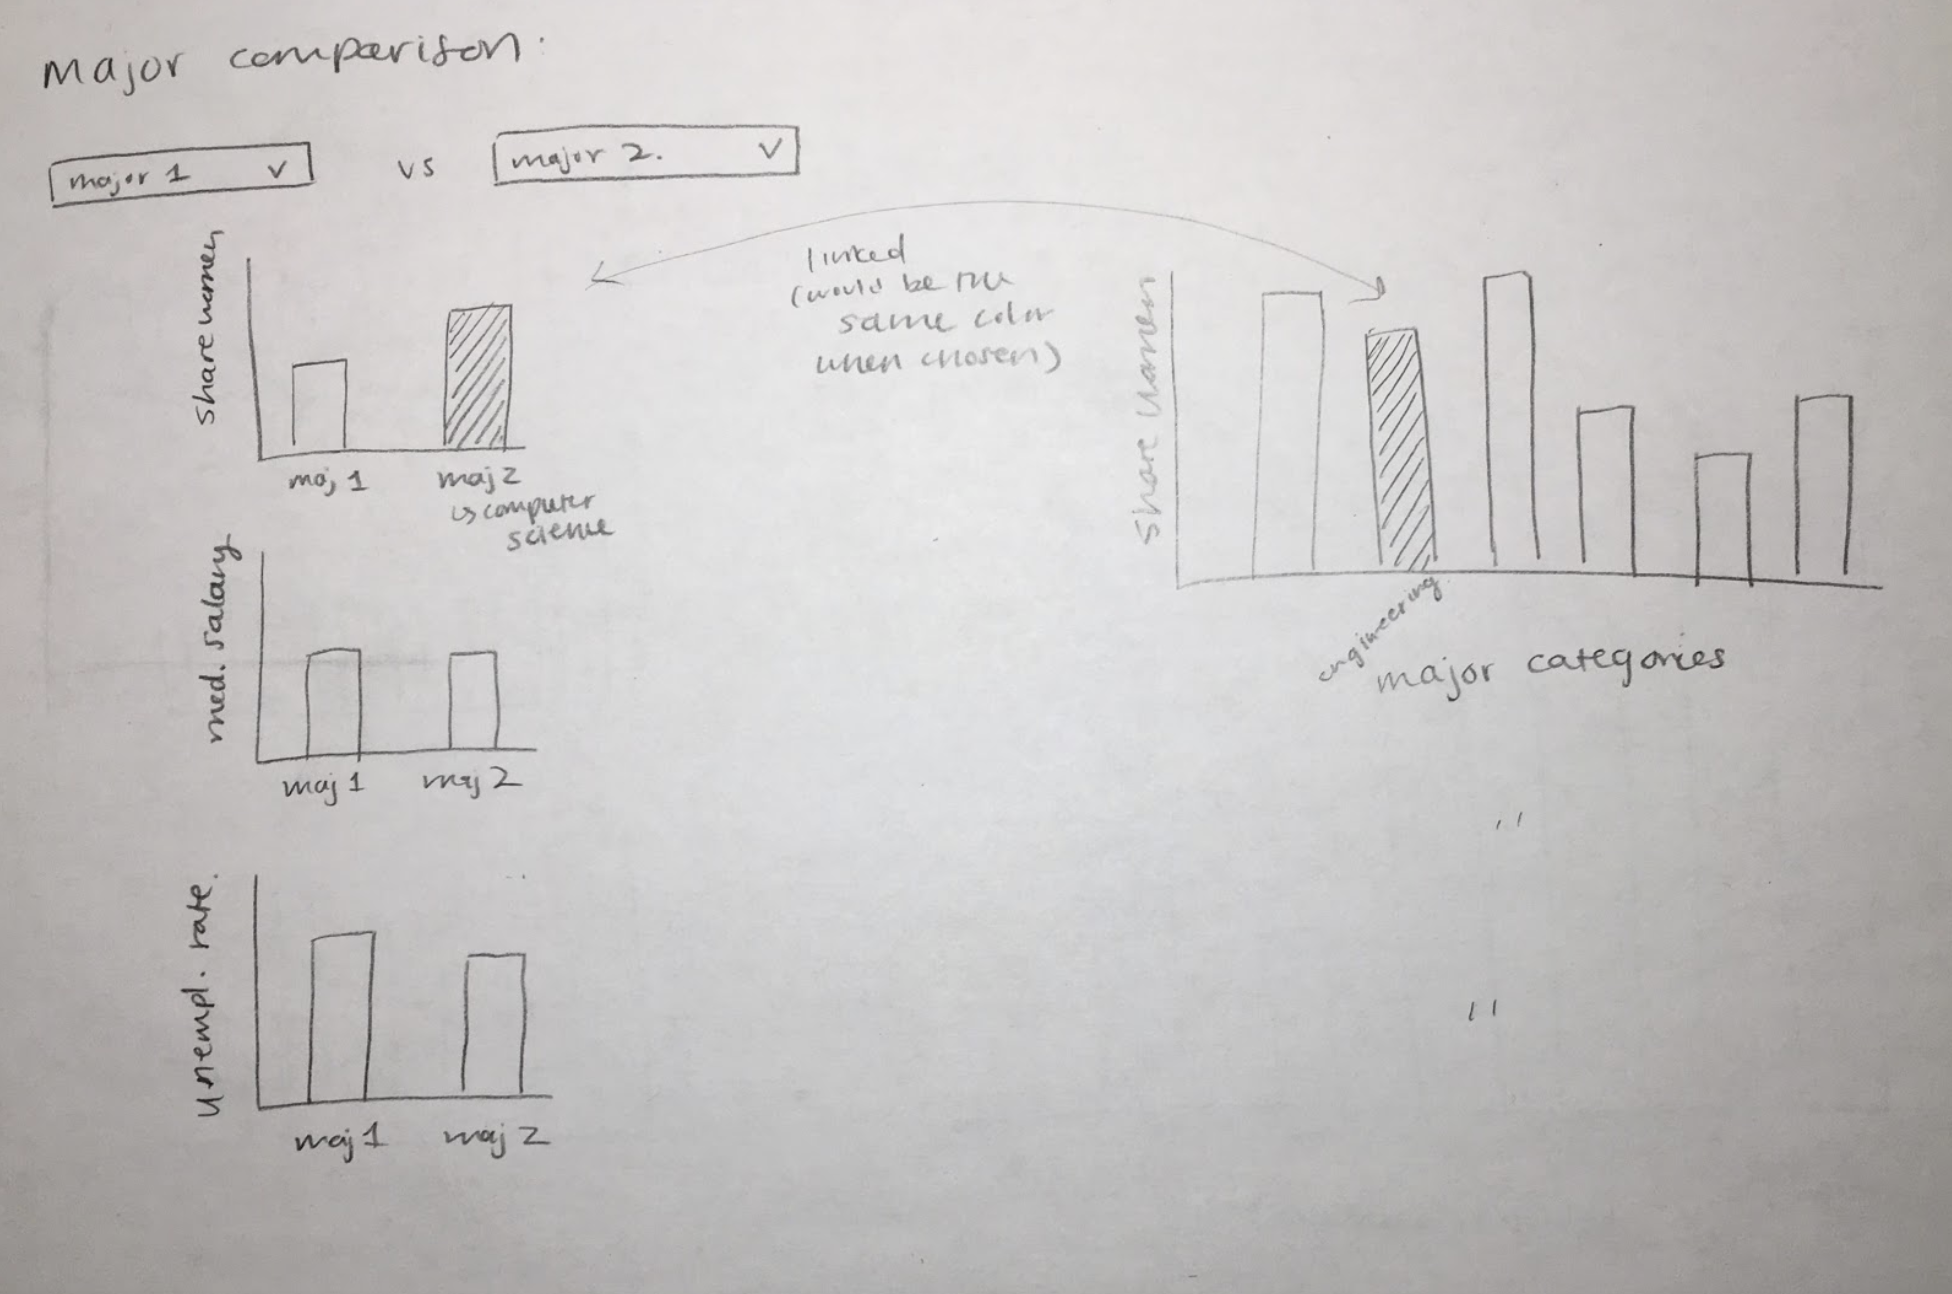 major comparison:
major 1 v
vs
major 2. v
share women
maj 1
maj 2
↳ computer
science
linked
(would be the
same color
when chosen)
share women
engineering
major categories
med. salary
maj 1
maj 2
"
unempl. rate.
maj 1
maj 2
"